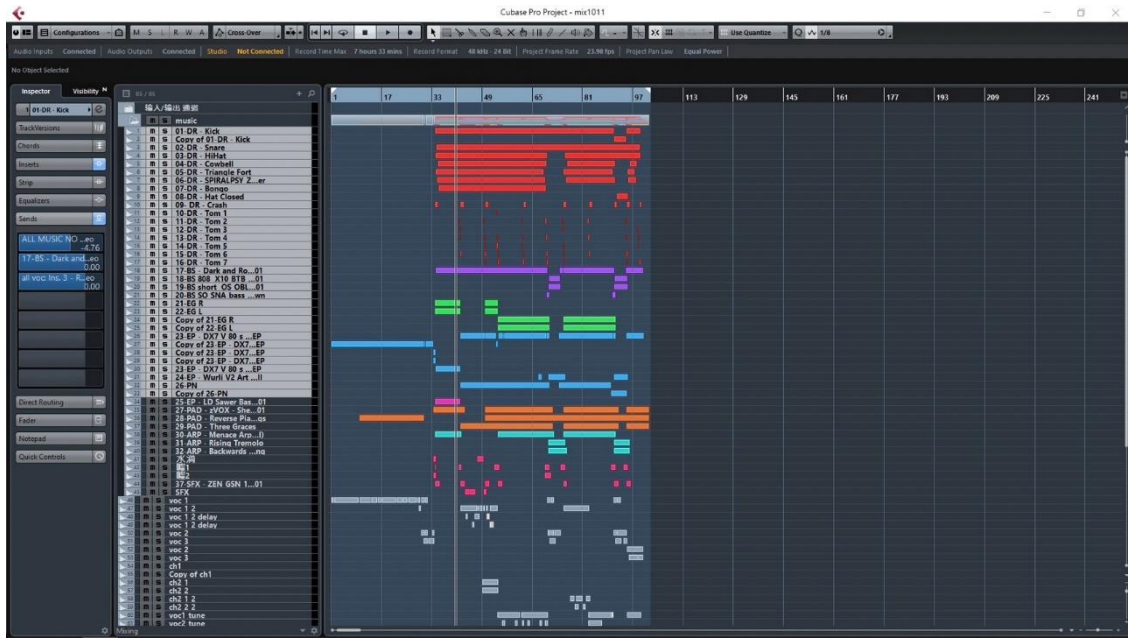 Cubase Pro Project - mix1011
Configurations M S L R W A Cross-Over Use Quantize Q 1/8
Audio Inputs Connected Audio Outputs Connected Studio Not Connected Record Time Max 7 hours 33 mins Record Format 48 kHz - 24 Bit Project Frame Rate 23.98 fps Project Pan Law Equal Power
No Object Selected
Inspector Visibility
1 01-DR - Kick
TrackVersions
Chords
Inserts
Strip
Equalizers
Sends
ALL MUSIC NO ...eo
-4.76
17-BS - Dark and...eo
0.00
all voc Ins. 3 - R...eo
0.00
Direct Routing
Fader
Notepad
Quick Controls
输入/输出 通道
music
01-DR - Kick
Copy of 01-DR - Kick
02-DR - Snare
03-DR - HiHat
04-DR - Cowbell
05-DR - Triangle Fort
06-DR - SPIRALPSY Z...er
07-DR - Bongo
08-DR - Hat Closed
09- DR - Crash
10-DR - Tom 1
11-DR - Tom 2
12-DR - Tom 3
13-DR - Tom 4
14-DR - Tom 5
15-DR - Tom 6
16-DR - Tom 7
17-BS - Dark and Ro...01
18-BS 808 X10 BTB ...01
19-BS short OS OBL...01
20-BS SO SNA bass ...wn
21-EG R
22-EG L
Copy of 21-EG R
Copy of 22-EG L
23-EP - DX7 V 80 s ...EP
Copy of 23-EP - DX7...EP
Copy of 23-EP - DX7...EP
Copy of 23-EP - DX7...EP
23-EP - DX7 V 80 s ...EP
24-EP - Wurli V2 Art ...ll
26-PN
Copy of 26-PN
25-EP - LD Sawer Bas...01
27-PAD - zVOX - She...01
28-PAD - Reverse Pia...gs
29-PAD - Three Graces
30-ARP - Menace Arp...l)
31-ARP - Rising Tremolo
32-ARP - Backwards ...ng
37-SFX - ZEN GSN 1...01
SFX
voc 1
voc 1 2
voc 1 2 delay
voc 1 2 delay
voc 2
voc 3
voc 2
voc 3
ch1
Copy of ch1
ch2 1
ch2 2
ch2 1 2
ch2 2 2
voc1 tune
voc2 tune
Mixing
1 17 33 49 65 81 97 113 129 145 161 177 193 209 225 241